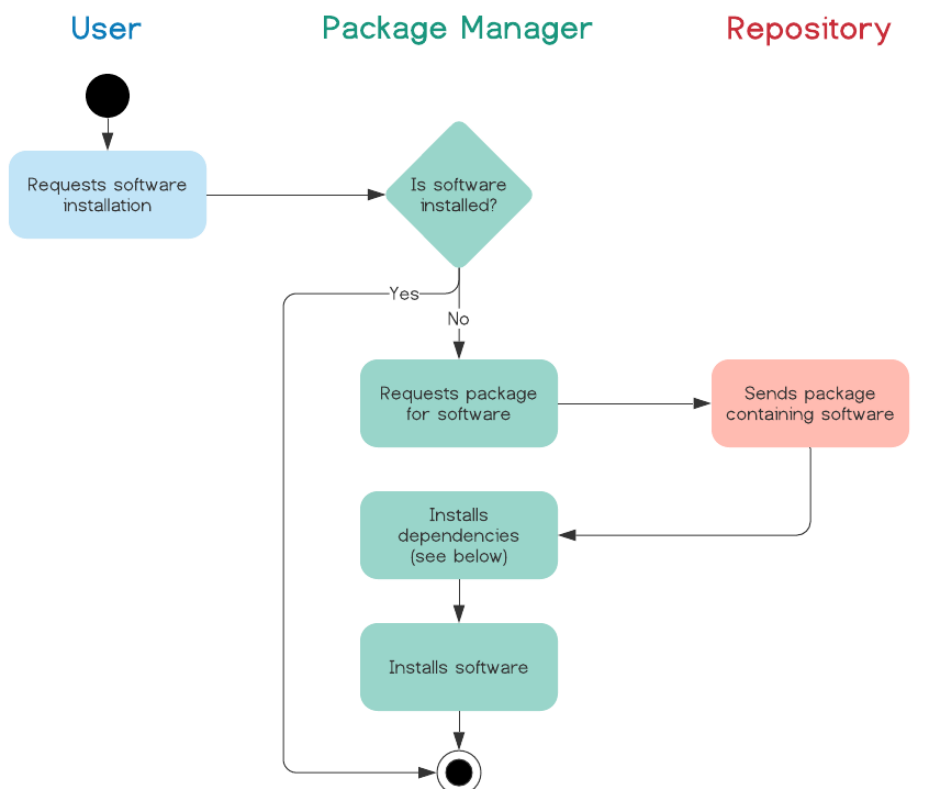 User
Package Manager
Repository
Requests software
installation
Is software
installed?
Yes
No
Requests package
for software
Sends package
containing software
Installs
dependencies
(see below)
Installs software